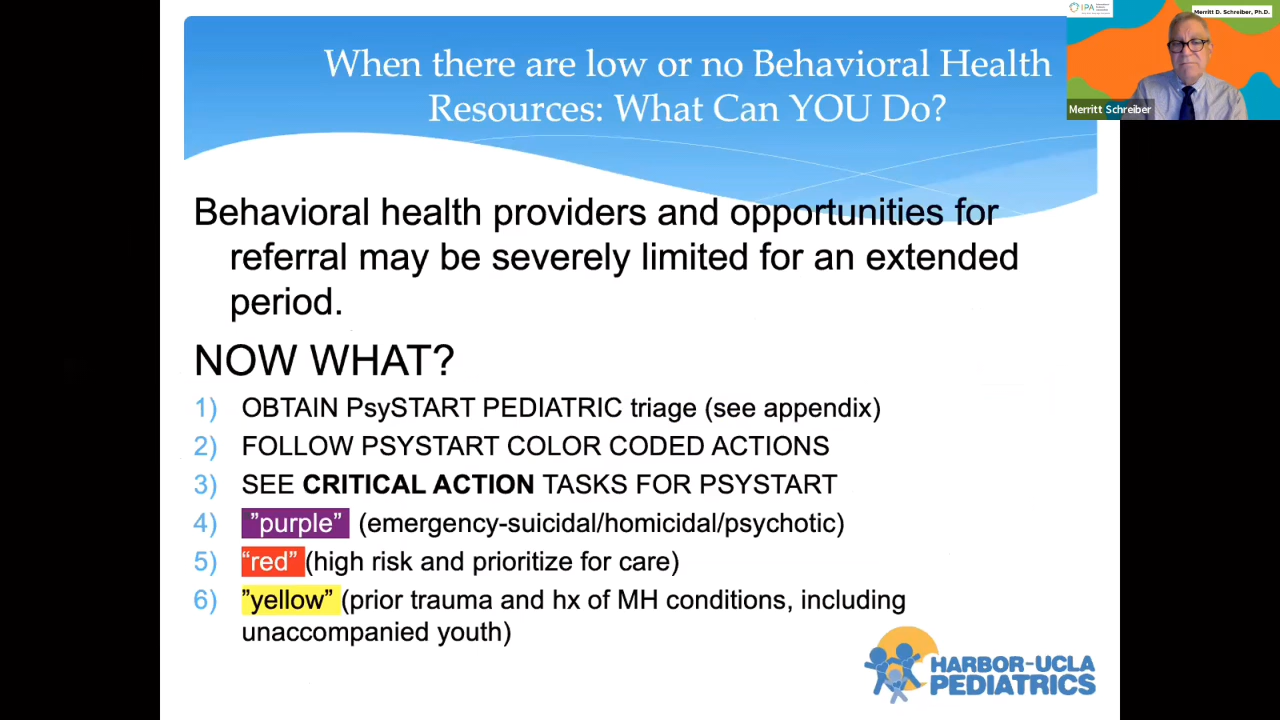 When there are low or no Behavioral Health
Resources: What Can YOU Do?
IPA
Merritt D. Schreiber, Ph.D.
Merritt Schreiber
Behavioral health providers and opportunities for
referral may be severely limited for an extended
period.
NOW WHAT?
1) OBTAIN PsySTART PEDIATRIC triage (see appendix)
2) FOLLOW PSYSTART COLOR CODED ACTIONS
3) SEE CRITICAL ACTION TASKS FOR PSYSTART
4) ”purple” (emergency-suicidal/homicidal/psychotic)
5) “red” (high risk and prioritize for care)
6) ”yellow” (prior trauma and hx of MH conditions, including
unaccompanied youth)
HARBOR-UCLA
PEDIATRICS